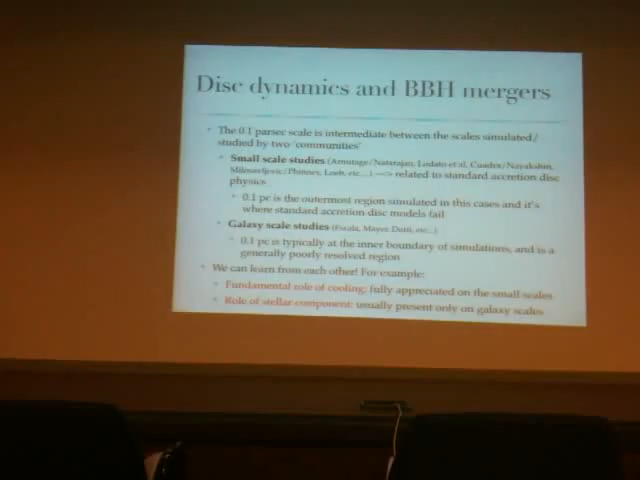 Disc dynamics and BBH mergers
The 0.1 parsec scale is intermediate between the scales simulated/
studied by two 'communities'
Small scale studies (Armitage/Natarajan, Lodato et al, Cuadra/Nayakshin,
Milosavljevic/Phinney, Loeb, etc...) —> related to standard accretion disc
physics
0.1 pc is the outermost region simulated in this cases and it's
where standard accretion disc models fail
Galaxy scale studies (Escala, Mayer, Dotti, etc...)
0.1 pc is typically at the inner boundary of simulations, and is a
generally poorly resolved region
We can learn from each other! For example:
Fundamental role of cooling: fully appreciated on the small scales
Role of stellar component: usually present only on galaxy scales